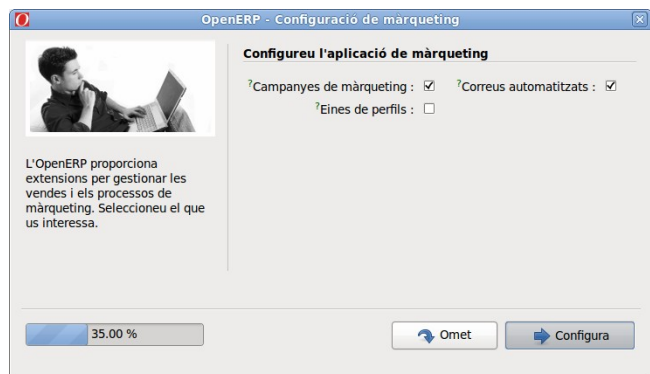 OpenERP - Configuració de màrqueting
Configureu l'aplicació de màrqueting
?Campanyes de màrqueting : ?Correus automatitzats :
?Eines de perfils :
L'OpenERP proporciona
extensions per gestionar les
vendes i els processos de
màrqueting. Seleccioneu el que
us interessa.
35.00 %
Omet
Configura